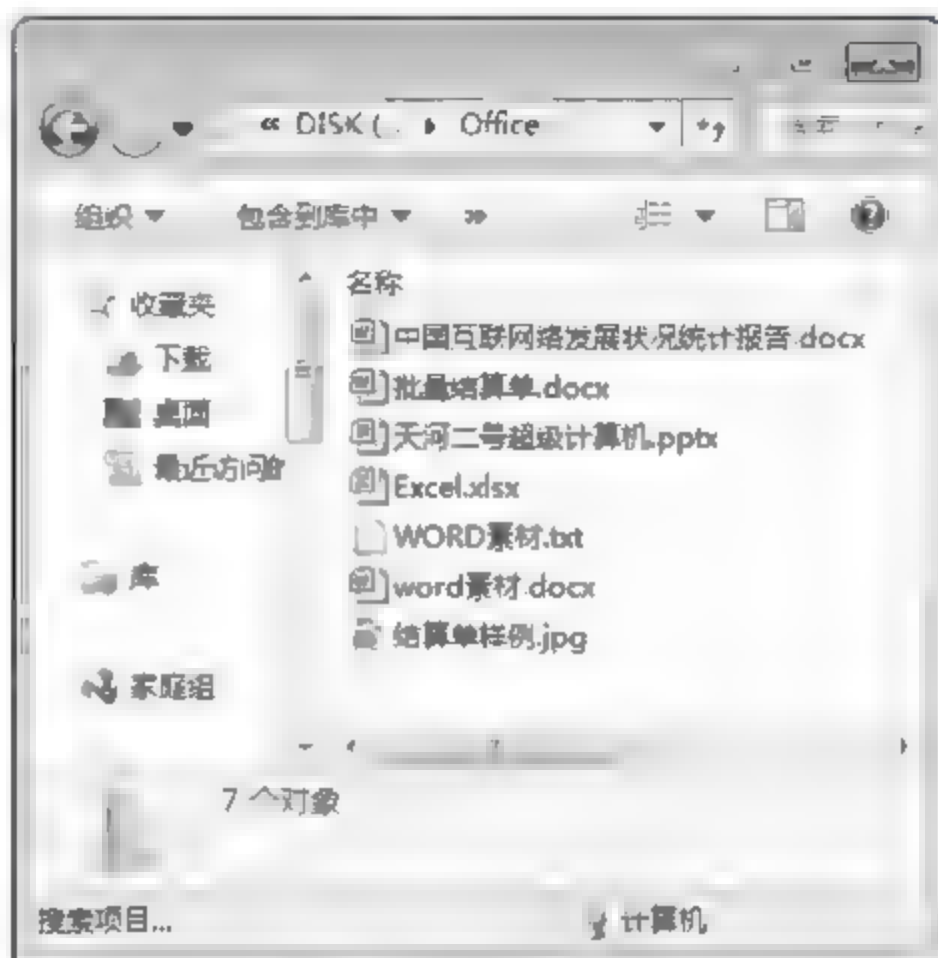 « DISK (... ▸ Office
组织 包含到库中 »
名称
收藏夹
下载
桌面
最近访问的
库
家庭组
中国互联网络发展状况统计报告.docx
批量结算单.docx
天河二号超级计算机.pptx
Excel.xlsx
WORD素材.txt
word素材.docx
结算单样例.jpg
7 个对象
搜索项目...
计算机